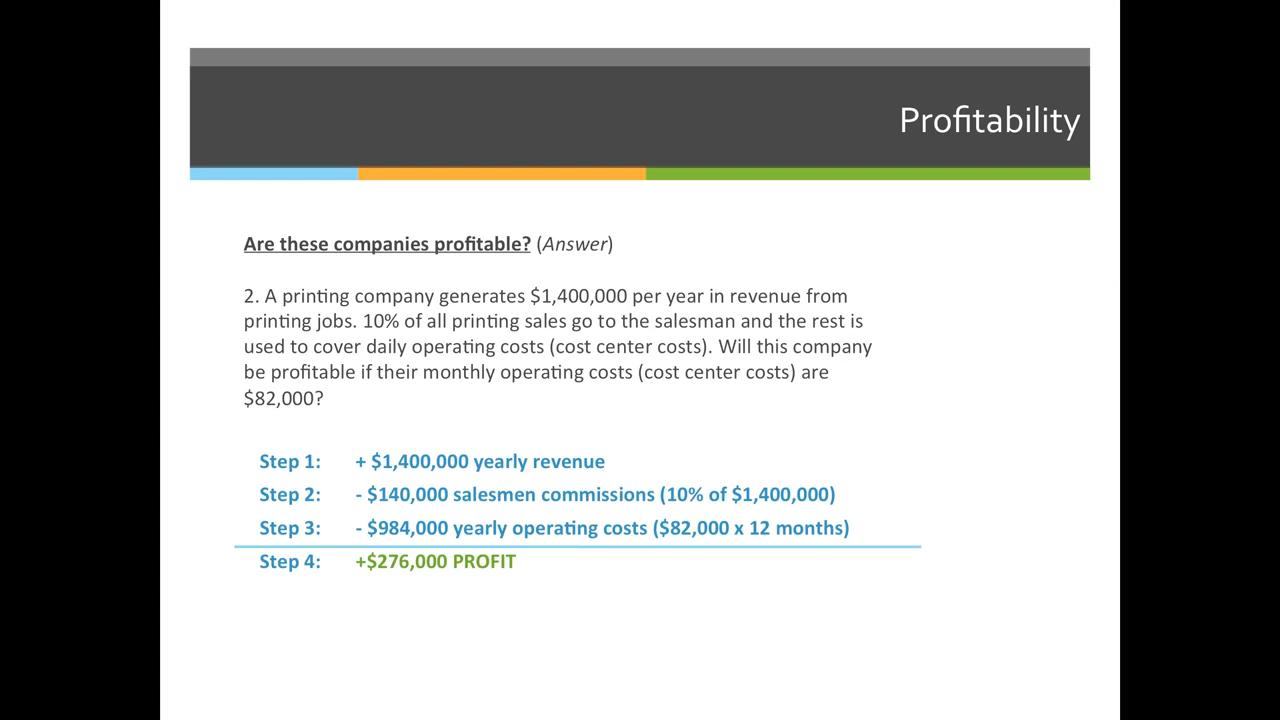 Profitability
Are these companies profitable? (Answer)
2. A printing company generates $1,400,000 per year in revenue from
printing jobs. 10% of all printing sales go to the salesman and the rest is
used to cover daily operating costs (cost center costs). Will this company
be profitable if their monthly operating costs (cost center costs) are
$82,000?
Step 1: + $1,400,000 yearly revenue
Step 2: - $140,000 salesmen commissions (10% of $1,400,000)
Step 3: - $984,000 yearly operating costs ($82,000 x 12 months)
Step 4: +$276,000 PROFIT